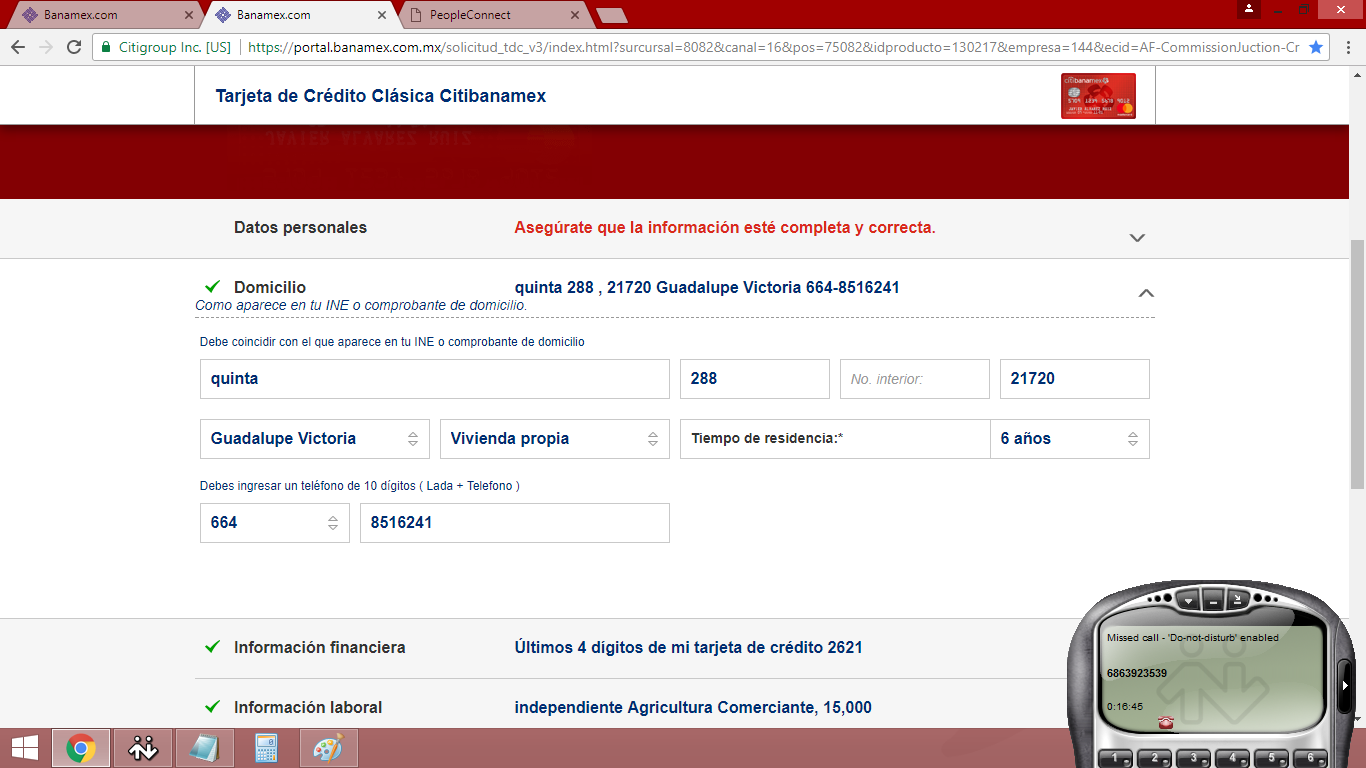 Banamex.com
Banamex.com
PeopleConnect
Citigroup Inc. [US]
https://portal.banamex.com.mx/solicitud_tdc_v3/index.html?sucursal=8082&canal=16&pos=75082&idproducto=130217&empresa=144&ecid=AF-CommissionJuction-Cr
Tarjeta de Crédito Clásica Citibanamex
citibanamex
JAVIER ALVAREZ RUIZ
Datos personales
Asegúrate que la información esté completa y correcta.
Domicilio
quinta 288 , 21720 Guadalupe Victoria 664-8516241
Como aparece en tu INE o comprobante de domicilio.
Debe coincidir con el que aparece en tu INE o comprobante de domicilio
quinta
288
No. interior:
21720
Guadalupe Victoria
Vivienda propia
Tiempo de residencia:*
6 años
Debes ingresar un teléfono de 10 dígitos ( Lada + Telefono )
664
8516241
Missed call - 'Do-not-disturb' enabled
6863923539
0:16:45
Información financiera
Últimos 4 dígitos de mi tarjeta de crédito 2621
Información laboral
independiente Agricultura Comerciante, 15,000
1 2 3 4 5 6